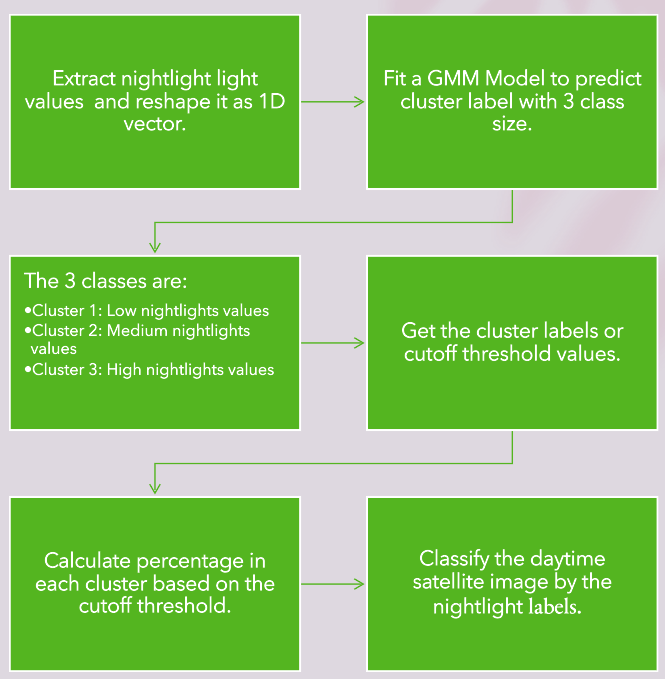 Extract nightlight light
values  and reshape it as 1D
vector.
Fit a GMM Model to predict
cluster label with 3 class
size.
The 3 classes are:
•Cluster 1: Low nightlights values
•Cluster 2: Medium nightlights
values
•Cluster 3: High nightlights values
Get the cluster labels or
cutoff threshold values.
Calculate percentage in
each cluster based on the
cutoff threshold.
Classify the daytime
satellite image by the
nightlight labels.